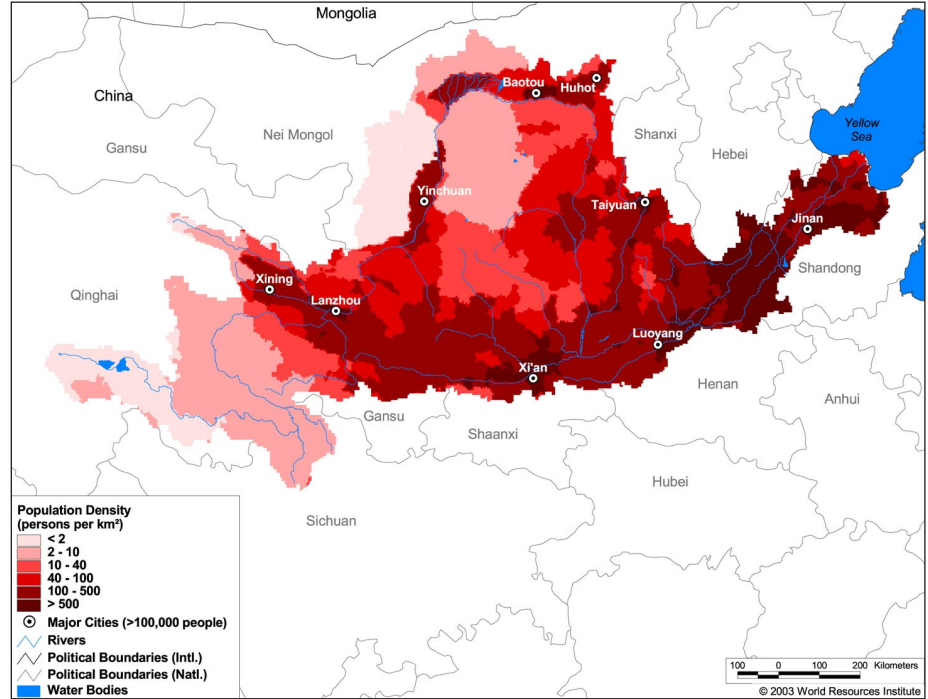 Mongolia
China
Gansu
Nei Mongol
Baotou
Huhot
Shanxi
Hebei
Yellow
Sea
Yinchuan
Taiyuan
Jinan
Shandong
Xining
Qinghai
Lanzhou
Luoyang
Xi'an
Henan
Anhui
Gansu
Shaanxi
Hubei
Sichuan
Population Density
(persons per km²)
< 2
2 - 10
10 - 40
40 - 100
100 - 500
> 500
Major Cities (>100,000 people)
Rivers
Political Boundaries (Intl.)
Political Boundaries (Natl.)
Water Bodies
100 0 100 200 Kilometers
© 2003 World Resources Institute